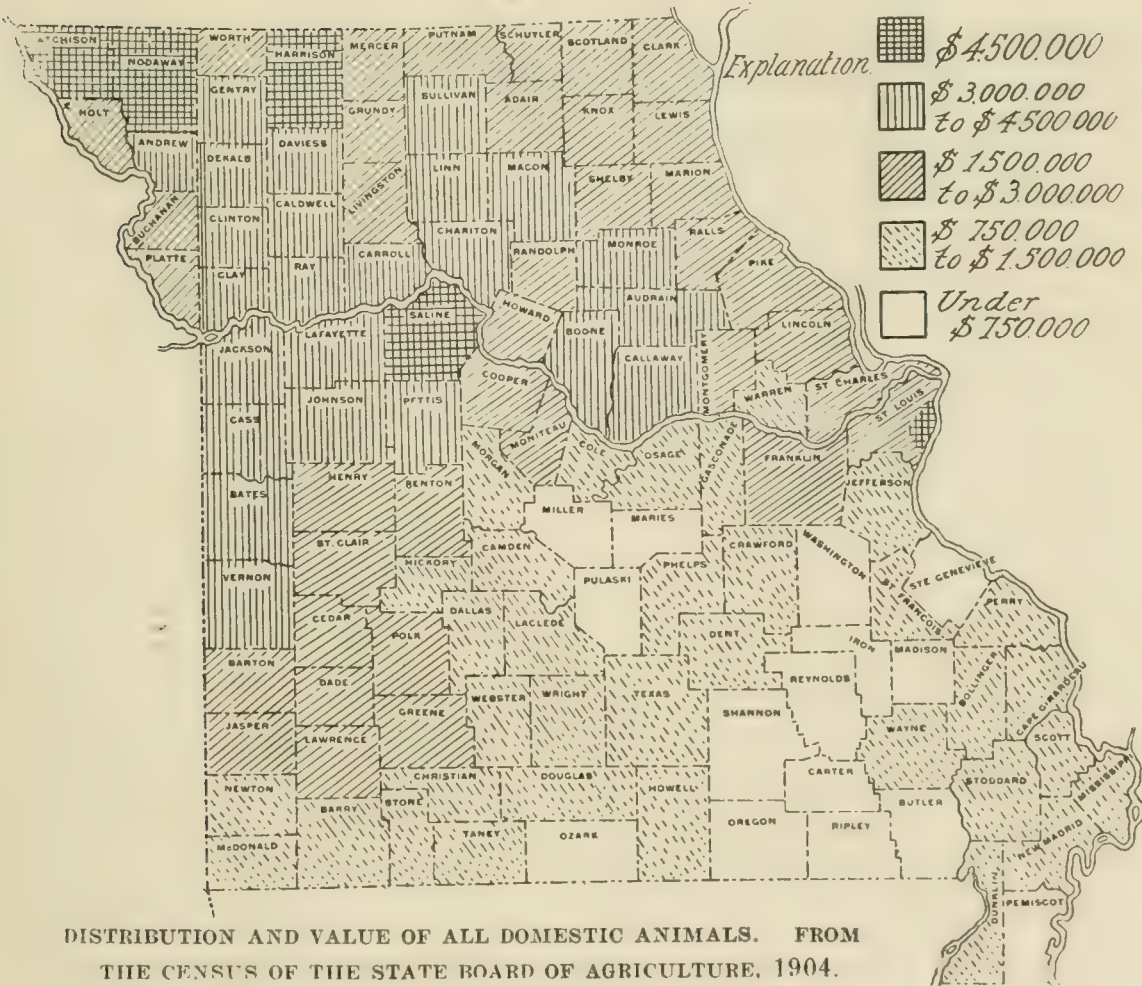 Explanation.
$4.500.000
$3.000.000
to $4500000
$1.500.000
to $3.000.000
$750.000
to $1.500.000
Under
$750.000
ATCHISON
NODAWAY
WORTH
HARRISON
MERCER
PUTNAM
SCHUYLER
SCOTLAND
CLARK
HOLT
GENTRY
SULLIVAN
ADAIR
KNOX
LEWIS
GRUNDY
ANDREW
DEKALB
DAVIESS
LINN
MACON
SHELBY
MARION
LIVINGSTON
BUCHANAN
CLINTON
CALDWELL
CHARITON
RANDOLPH
MONROE
RALLS
PLATTE
CLAY
RAY
CARROLL
PIKE
AUDRAIN
SALINE
HOWARD
BOONE
LINCOLN
JACKSON
LAFAYETTE
CALLAWAY
MONTGOMERY
WARREN
ST CHARLES
ST LOUIS
COOPER
CASS
JOHNSON
PETTIS
MORGAN
MONITEAU
COLE
OSAGE
GASCONADE
FRANKLIN
JEFFERSON
BATES
HENRY
BENTON
MILLER
MARIES
ST. CLAIR
HICKORY
CAMDEN
PULASKI
PHELPS
CRAWFORD
WASHINGTON
ST FRANCOIS
STE GENEVIEVE
PERRY
VERNON
CEDAR
POLK
DALLAS
LACLEDE
DENT
IRON
MADISON
BOLLINGER
CAPE GIRARDEAU
BARTON
DADE
GREENE
WEBSTER
WRIGHT
TEXAS
SHANNON
REYNOLDS
WAYNE
SCOTT
JASPER
LAWRENCE
CHRISTIAN
DOUGLAS
HOWELL
CARTER
STODDARD
MISSISSIPPI
NEWTON
BARRY
STONE
TANEY
OZARK
OREGON
RIPLEY
BUTLER
NEW MADRID
McDONALD
DUNKLIN
PEMISCOT
DISTRIBUTION AND VALUE OF ALL DOMESTIC ANIMALS. FROM
THE CENSUS OF THE STATE BOARD OF AGRICULTURE, 1904.